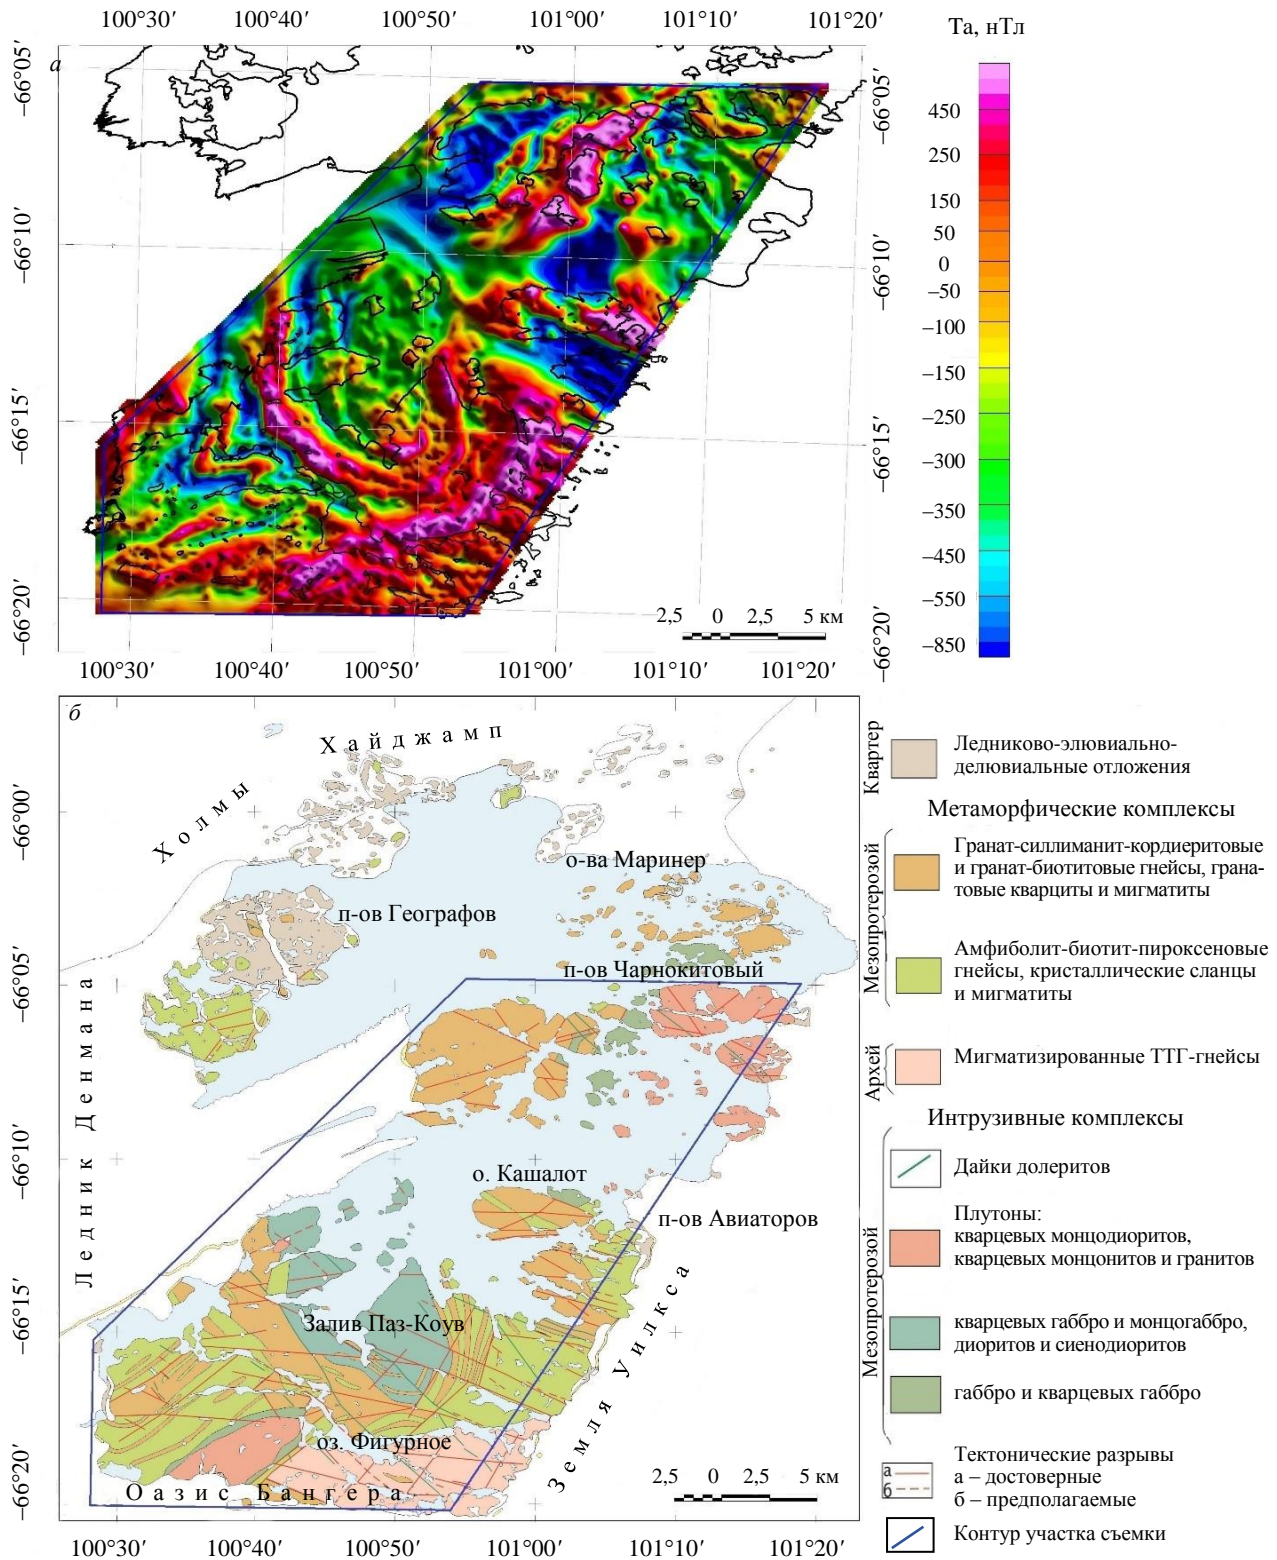 100°30′ 100°40′ 100°50′ 101°00′ 101°10′ 101°20′
Та, нТл
а
–66°05′
–66°10′
–66°15′
–66°20′
–66°05′
–66°10′
–66°15′
–66°20′
450
250
150
50
0
–50
–100
–150
–250
–300
–350
–450
–550
–850
2,5 0 2,5 5 км
100°30′ 100°40′ 100°50′ 101°00′ 101°10′ 101°20′
б
–66°00′
–66°05′
–66°10′
–66°15′
–66°20′
Холмы Хайджамп
о-ва Маринер
п-ов Географов
п-ов Чарнокитовый
Ледник Денмана
о. Кашалот
п-ов Авиаторов
Залив Паз-Коув
Земля Уилкса
оз. Фигурное
Оазис Бангера
2,5 0 2,5 5 км
100°30′ 100°40′ 100°50′ 101°00′ 101°10′ 101°20′
Квартер
Ледниково-элювиально-
делювиальные отложения
Метаморфические комплексы
Мезопротерозой
Гранат-силлиманит-кордиеритовые
и гранат-биотитовые гнейсы, грана-
товые кварциты и мигматиты
Амфиболит-биотит-пироксеновые
гнейсы, кристаллические сланцы
и мигматиты
Архей
Мигматизированные ТТГ-гнейсы
Интрузивные комплексы
Мезопротерозой
Дайки долеритов
Плутоны:
кварцевых монцодиоритов,
кварцевых монцонитов и гранитов
кварцевых габбро и монцогаббро,
диоритов и сиенодиоритов
габбро и кварцевых габбро
а
б
Тектонические разрывы
а – достоверные
б – предполагаемые
Контур участка съемки